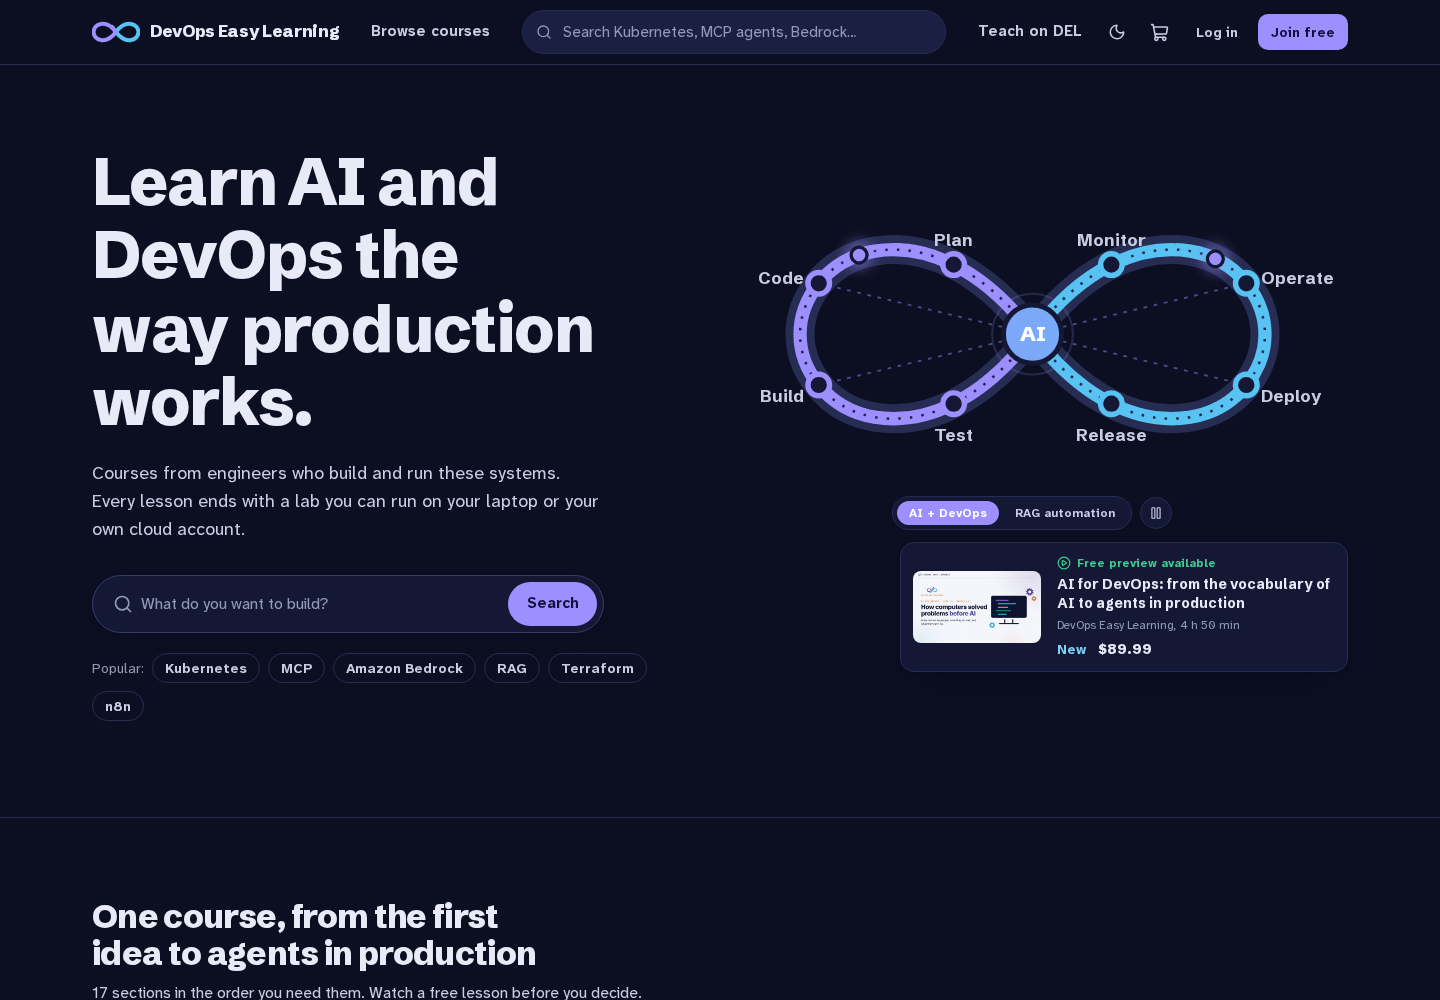 DevOps Easy Learning
Browse courses
Search Kubernetes, MCP agents, Bedrock...
Teach on DEL
Log in
Join free
Learn AI and
DevOps the
way production
works.
Courses from engineers who build and run these systems.
Every lesson ends with a lab you can run on your laptop or your
own cloud account.
What do you want to build?
Search
Popular:
Kubernetes
MCP
Amazon Bedrock
RAG
Terraform
n8n
Plan
Monitor
Code
Operate
AI
Build
Deploy
Test
Release
AI + DevOps
RAG automation
How computers solved
problems before AI
Free preview available
AI for DevOps: from the vocabulary of
AI to agents in production
DevOps Easy Learning, 4 h 50 min
New $89.99
One course, from the first
idea to agents in production
17 sections in the order you need them. Watch a free lesson before you decide.